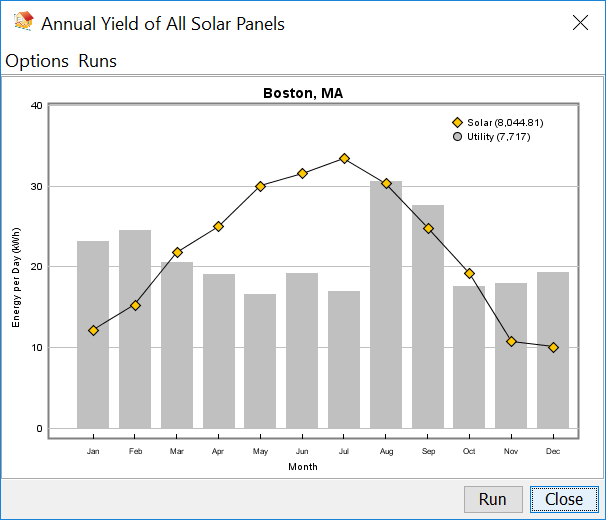 Annual Yield of All Solar Panels
Options Runs
Boston, MA
40
Solar (8,044.81)
Utility (7,717)
30
20
10
0
Energy per Day (kWh)
Jan Feb Mar Apr May Jun Jul Aug Sep Oct Nov Dec
Month
Run Close